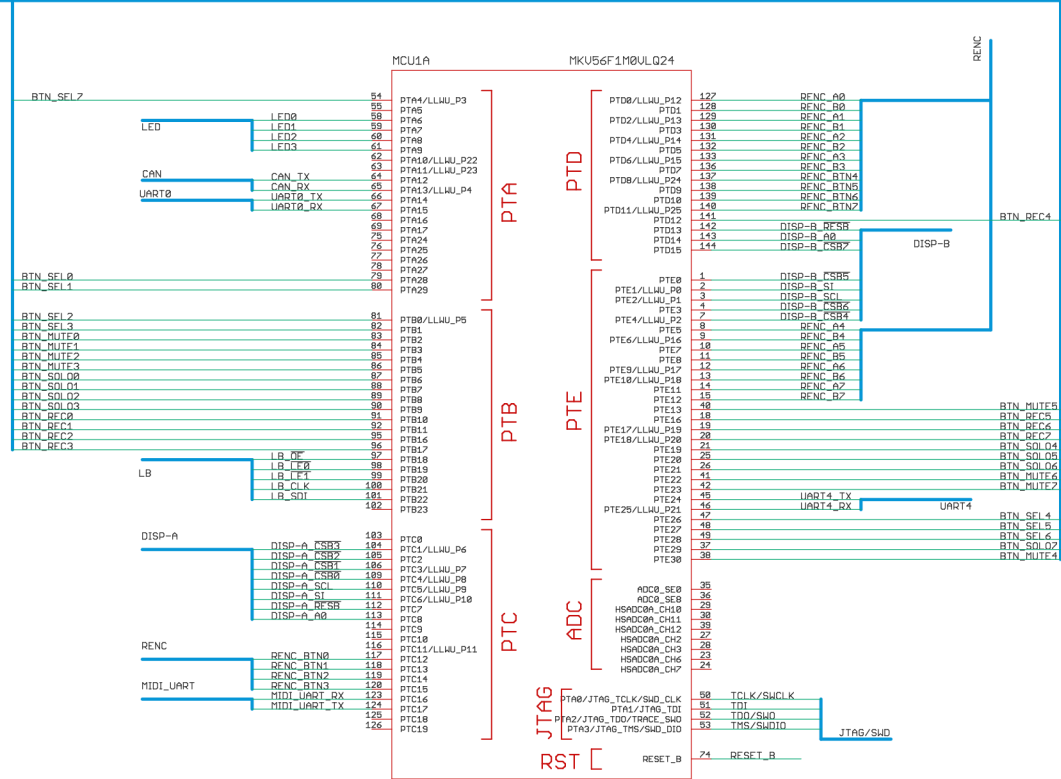 RENC
MCU1A MKV56F1M0VLQ24
BTN_SEL7 54 PTA4/LLWU_P3 PTD0/LLWU_P12 127 RENC_A0
55 PTA5 PTD1 128 RENC_B0
LED LED0 58 PTA6 PTD2/LLWU_P13 129 RENC_A1
LED1 59 PTA7 PTD3 130 RENC_B1
LED2 60 PTA8 PTD4/LLWU_P14 131 RENC_A2
LED3 61 PTA9 PTD5 132 RENC_B2
62 PTA10/LLWU_P22 PTD6/LLWU_P15 133 RENC_A3
63 PTA11/LLWU_P23 PTD7 136 RENC_B3
CAN CAN_TX 64 PTA12 PTD8/LLWU_P24 137 RENC_BTN4
CAN_RX 65 PTA13/LLWU_P4 PTD9 138 RENC_BTN5
UART0 UART0_TX 66 PTA14 PTD10 139 RENC_BTN6
UART0_RX 67 PTA15 PTD11/LLWU_P25 140 RENC_BTN7
68 PTA16 PTD12 141 BTN_REC4
69 PTA17 PTD13 142 DISP-B_RESB
75 PTA24 PTD14 143 DISP-B_A0
76 PTA25 PTD15 144 DISP-B_CSB7
DISP-B
77 PTA26
78 PTA27
PTA PTD
BTN_SEL0 79 PTA28 PTE0 1 DISP-B_CSB5
BTN_SEL1 80 PTA29 PTE1/LLWU_P0 2 DISP-B_SI
PTE2/LLWU_P1 3 DISP-B_SCL
PTE3 4 DISP-B_CSB6
BTN_SEL2 81 PTB0/LLWU_P5 PTE4/LLWU_P2 7 DISP-B_CSB4
BTN_SEL3 82 PTB1 PTE5 8 RENC_A4
BTN_MUTE0 83 PTB2 PTE6/LLWU_P16 9 RENC_B4
BTN_MUTE1 84 PTB3 PTE7 10 RENC_A5
BTN_MUTE2 85 PTB4 PTE8 11 RENC_B5
BTN_MUTE3 86 PTB5 PTE9/LLWU_P17 12 RENC_A6
BTN_SOLO0 87 PTB6 PTE10/LLWU_P18 13 RENC_B6
BTN_SOLO1 88 PTB7 PTE11 14 RENC_A7
BTN_SOLO2 89 PTB8 PTE12 15 RENC_B7
BTN_SOLO3 90 PTB9 PTE13 40 BTN_MUTE5
BTN_REC0 91 PTB10 PTE16 18 BTN_REC5
BTN_REC1 92 PTB11 PTE17/LLWU_P19 19 BTN_REC6
BTN_REC2 95 PTB16 PTE18/LLWU_P20 20 BTN_REC7
BTN_REC3 96 PTB17 PTE19 21 BTN_SOLO4
PTB PTE
LB LB_OE 97 PTB18 PTE20 25 BTN_SOLO5
LB_LE0 98 PTB19 PTE21 26 BTN_SOLO6
LB_LE1 99 PTB20 PTE22 41 BTN_MUTE6
LB_CLK 100 PTB21 PTE23 42 BTN_MUTE7
LB_SDI 101 PTB22 PTE24 45 UART4_TX
102 PTB23 PTE25/LLWU_P21 46 UART4_RX UART4
PTE26 47 BTN_SEL4
PTE27 48 BTN_SEL5
DISP-A 103 PTC0 PTE28 49 BTN_SEL6
DISP-A_CSB3 104 PTC1/LLWU_P6 PTE29 37 BTN_SOLO7
DISP-A_CSB2 105 PTC2 PTE30 38 BTN_MUTE4
DISP-A_CSB1 106 PTC3/LLWU_P7
DISP-A_CSB0 109 PTC4/LLWU_P8
DISP-A_SCL 110 PTC5/LLWU_P9 ADC0_SE0 35
DISP-A_SI 111 PTC6/LLWU_P10 ADC0_SE8 36
DISP-A_RESB 112 PTC7 HSADC0A_CH10 29
DISP-A_A0 113 PTC8 HSADC0A_CH11 30
114 PTC9 HSADC0A_CH12 39
115 PTC10 HSADC0A_CH2 27
116 PTC11/LLWU_P11 HSADC0A_CH3 28
PTC ADC
RENC RENC_BTN0 117 PTC12 HSADC0A_CH6 23
RENC_BTN1 118 PTC13 HSADC0A_CH7 24
RENC_BTN2 119 PTC14
RENC_BTN3 120 PTC15
MIDI_UART MIDI_UART_RX 123 PTC16 PTA0/JTAG_TCLK/SWD_CLK 50 TCLK/SWCLK
MIDI_UART_TX 124 PTC17 PTA1/JTAG_TDI 51 TDI
125 PTC18 PTA2/JTAG_TDO/TRACE_SWO 52 TDO/SWO
126 PTC19 PTA3/JTAG_TMS/SWD_DIO 53 TMS/SWDIO
JTAG JTAG/SWD
RST RESET_B 74 RESET_B